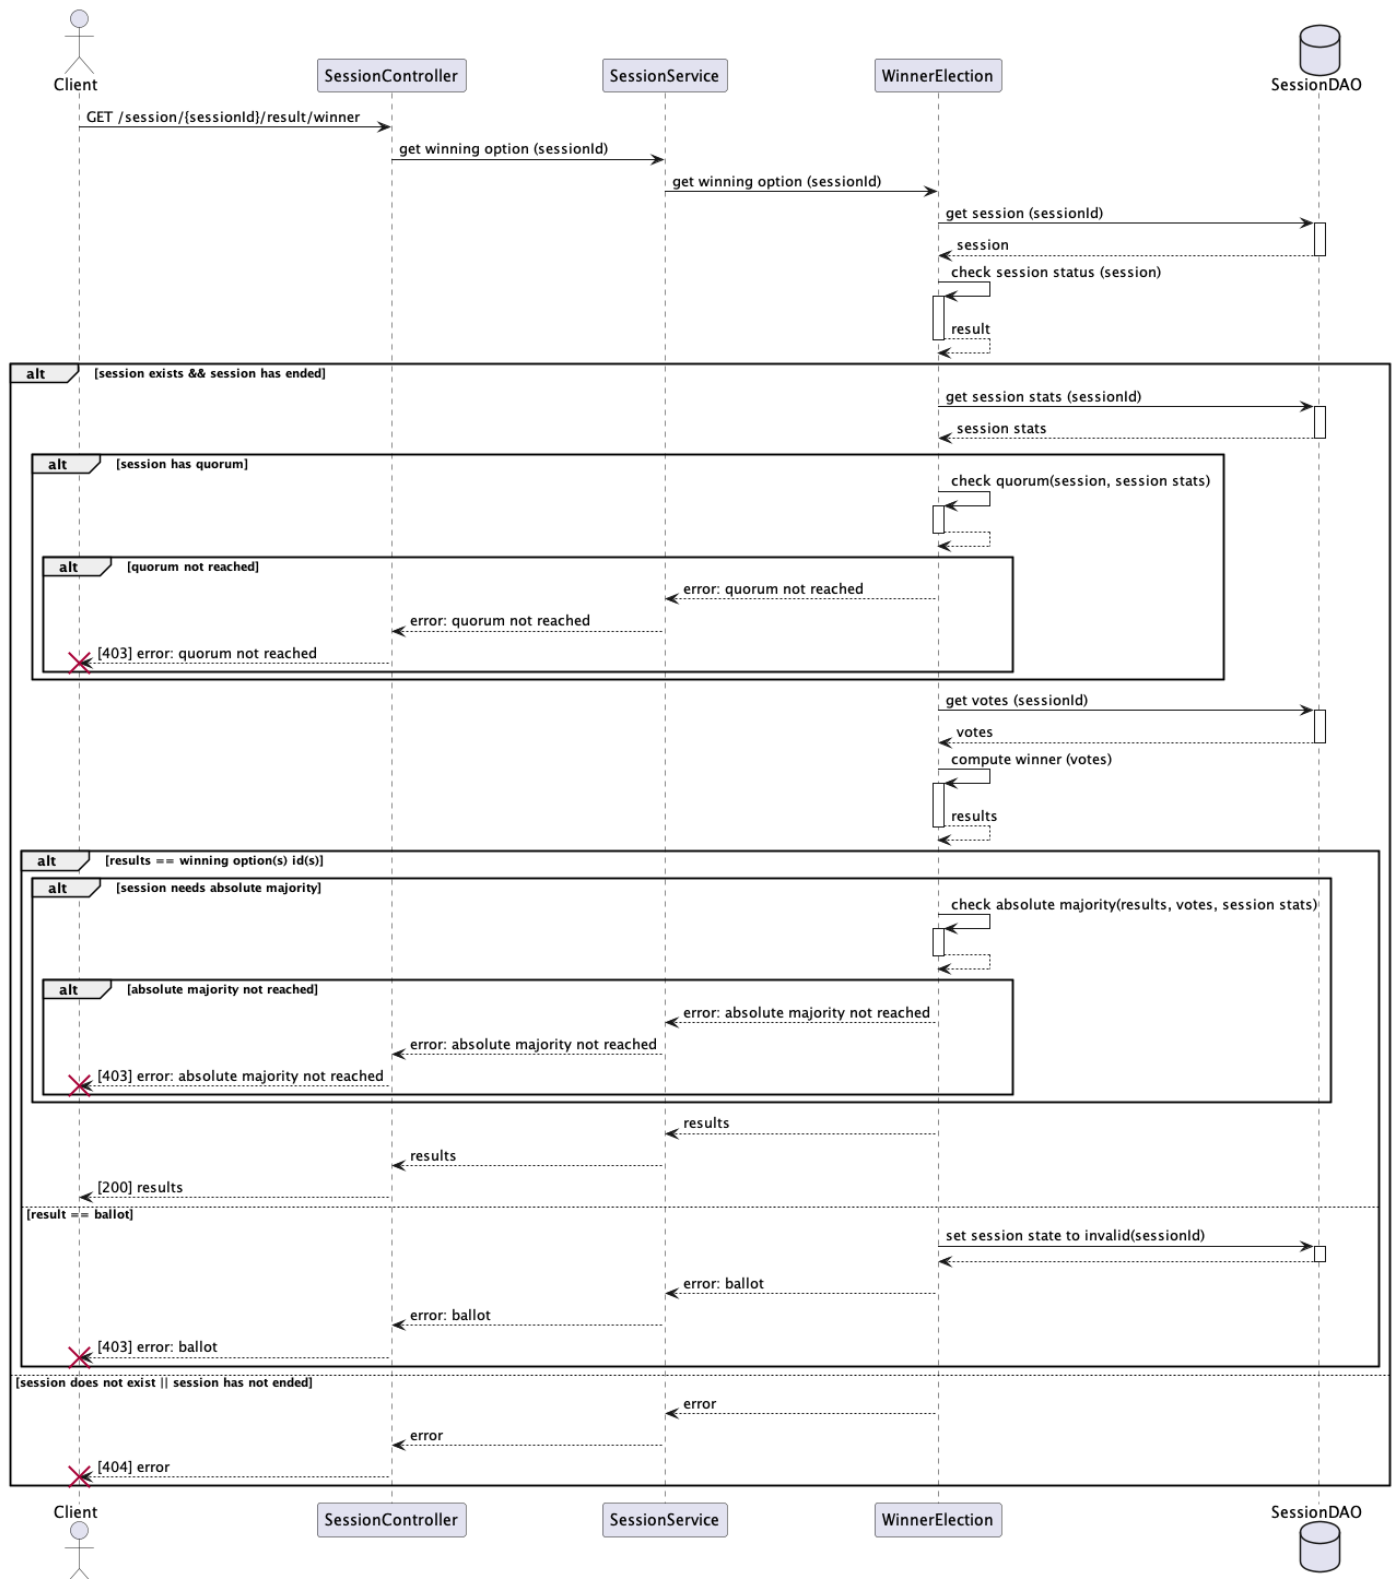 Client
SessionController
SessionService
WinnerElection
SessionDAO
GET /session/{sessionId}/result/winner
get winning option (sessionId)
get winning option (sessionId)
get session (sessionId)
session
check session status (session)
result
alt [session exists && session has ended]
get session stats (sessionId)
session stats
alt [session has quorum]
check quorum(session, session stats)
alt [quorum not reached]
error: quorum not reached
error: quorum not reached
[403] error: quorum not reached
get votes (sessionId)
votes
compute winner (votes)
results
alt [results == winning option(s) id(s)]
alt [session needs absolute majority]
check absolute majority(results, votes, session stats)
alt [absolute majority not reached]
error: absolute majority not reached
error: absolute majority not reached
[403] error: absolute majority not reached
results
results
[200] results
[result == ballot]
set session state to invalid(sessionId)
error: ballot
error: ballot
[403] error: ballot
[session does not exist || session has not ended]
error
error
[404] error
Client
SessionController
SessionService
WinnerElection
SessionDAO